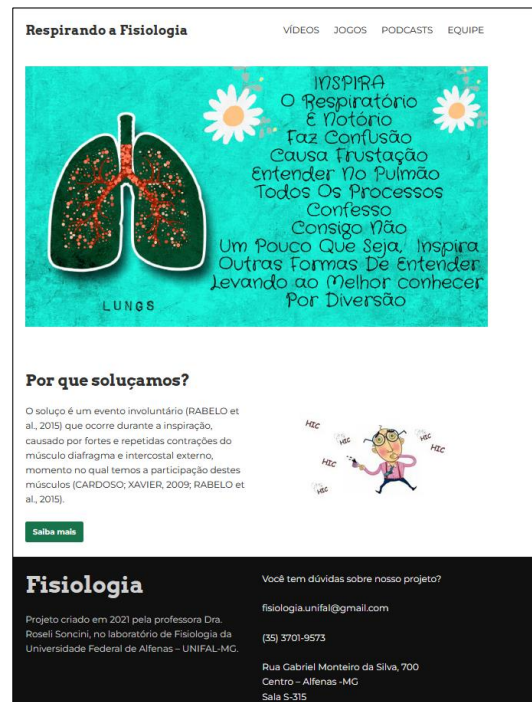 Respirando a Fisiologia
VÍDEOS JOGOS PODCASTS EQUIPE
INSPIRA
O Respiratório
É Notório
Faz Confusão
Causa Frustação
Entender No Pulmão
Todos Os Processos
Confesso
Consigo Não
Um Pouco Que Seja, Inspira
Outras Formas De Entender
Levando ao Melhor conhecer
Por Diversão
LUNGS
Por que soluçamos?
O soluço é um evento involuntário (RABELO et
al., 2015) que ocorre durante a inspiração,
causado por fortes e repetidas contrações do
músculo diafragma e intercostal externo,
momento no qual temos a participação destes
músculos (CARDOSO; XAVIER, 2009; RABELO et
al., 2015).
Saiba mais
HIC
HIC
HIC
HIC
HIC
HIC
Fisiologia
Projeto criado em 2021 pela professora Dra.
Roseli Soncini, no laboratório de Fisiologia da
Universidade Federal de Alfenas – UNIFAL-MG.
Você tem dúvidas sobre nosso projeto?
fisiologia.unifal@gmail.com
(35) 3701-9573
Rua Gabriel Monteiro da Silva, 700
Centro – Alfenas -MG
Sala S-315